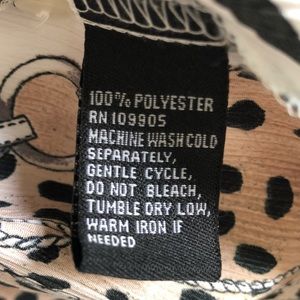 100% POLYESTER
RN 109905
MACHINE WASH COLD
SEPARATELY,
GENTLE CYCLE,
DO NOT BLEACH,
TUMBLE DRY LOW,
WARM IRON IF
NEEDED